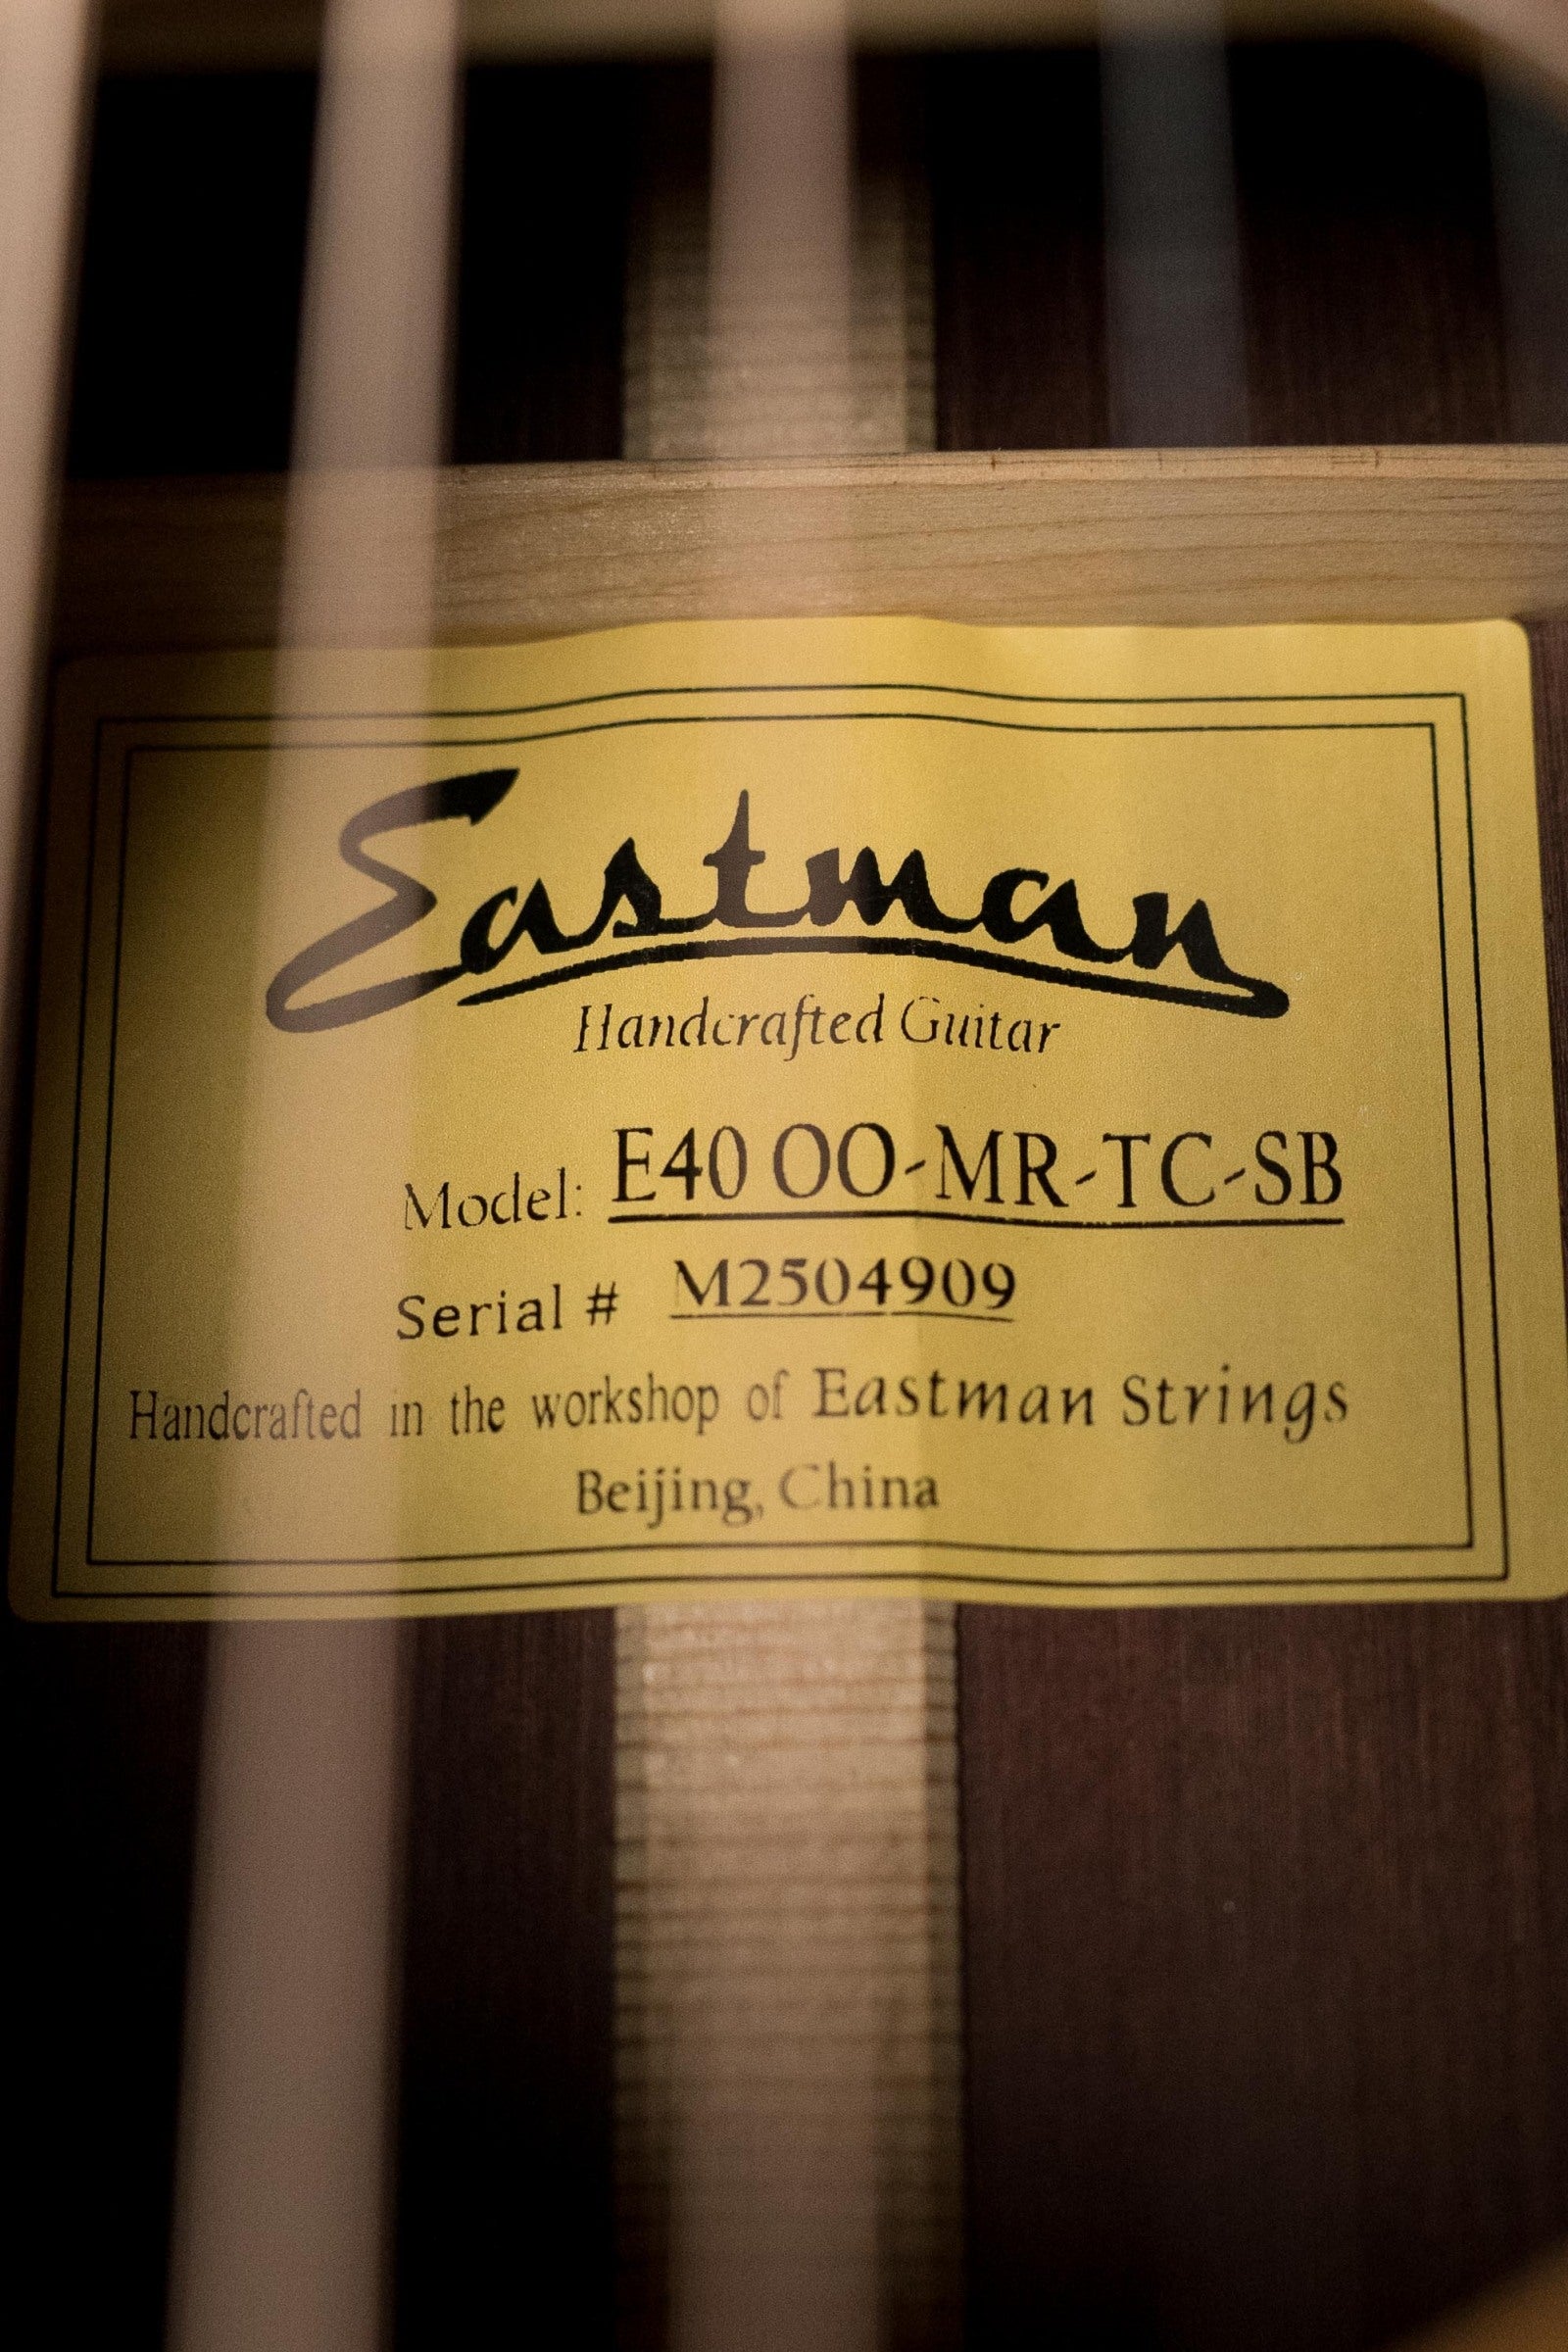 Eastman
Handcrafted Guitar
Model: E40 OO-MR-TC-SB
Serial # M2504909
Handcrafted in the workshop of Eastman Strings
Beijing, China